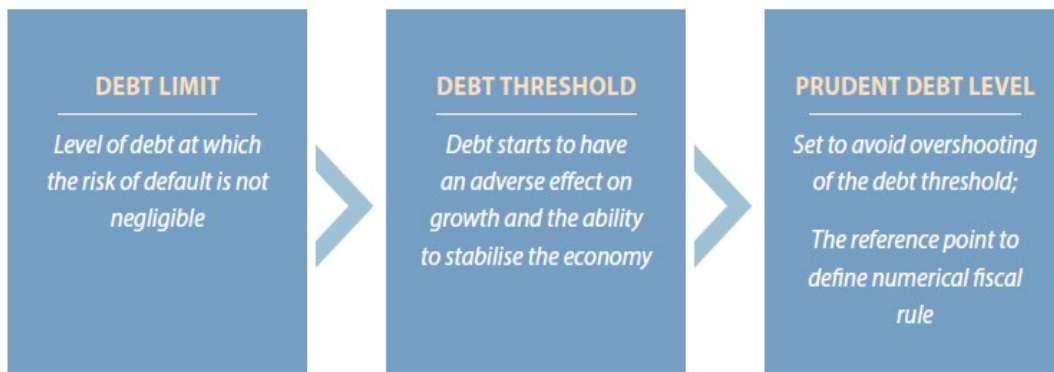 DEBT LIMIT
Level of debt at which
the risk of default is not
negligible
DEBT THRESHOLD
Debt starts to have
an adverse effect on
growth and the ability
to stabilise the economy
PRUDENT DEBT LEVEL
Set to avoid overshooting
of the debt threshold;
The reference point to
define numerical fiscal
rule